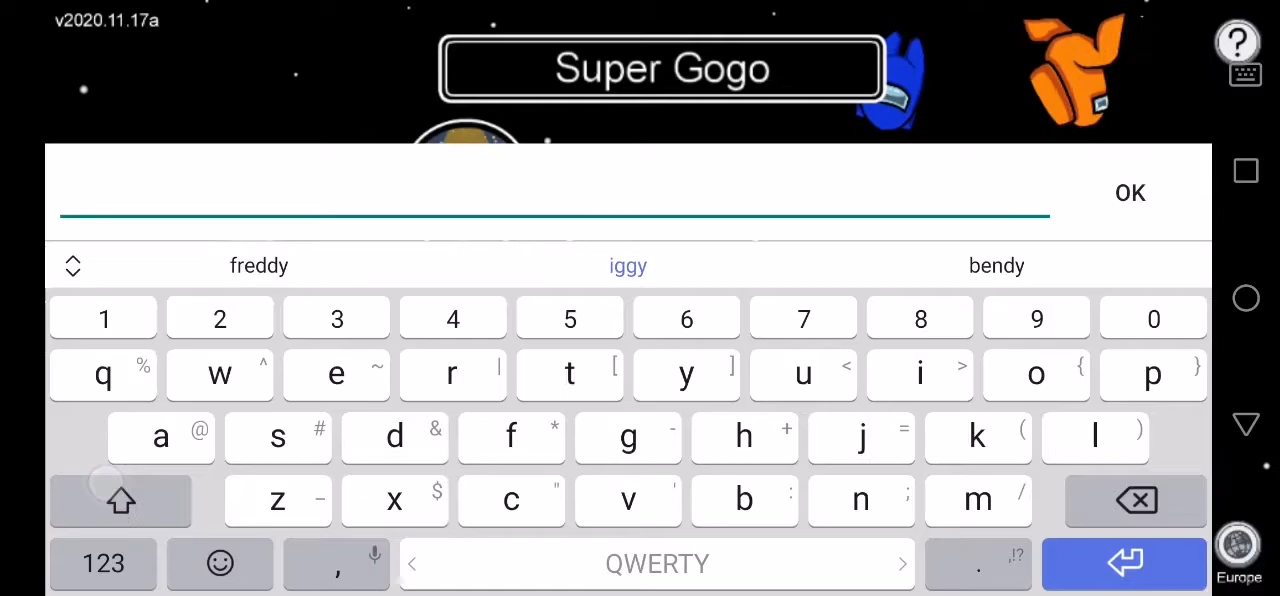 v2020.11.17a
Super Gogo
?
OK
freddy iggy bendy
1 2 3 4 5 6 7 8 9 0
q % w ^ e ~ r | t [ y ] u < i > o { p }
a @ s # d & f * g - h + j = k ( l )
z _ x $ c " v ' b : n ; m /
123 , < QWERTY > . ,!?
Europe